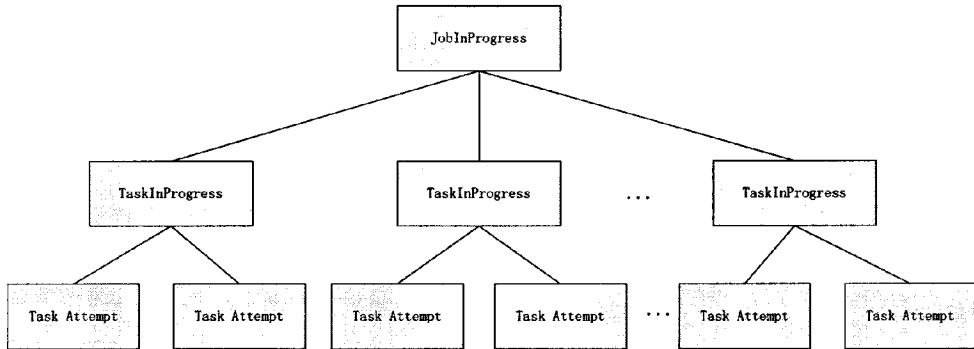 JobInProgress
TaskInProgress TaskInProgress ... TaskInProgress
Task Attempt Task Attempt Task Attempt Task Attempt ... Task Attempt Task Attempt